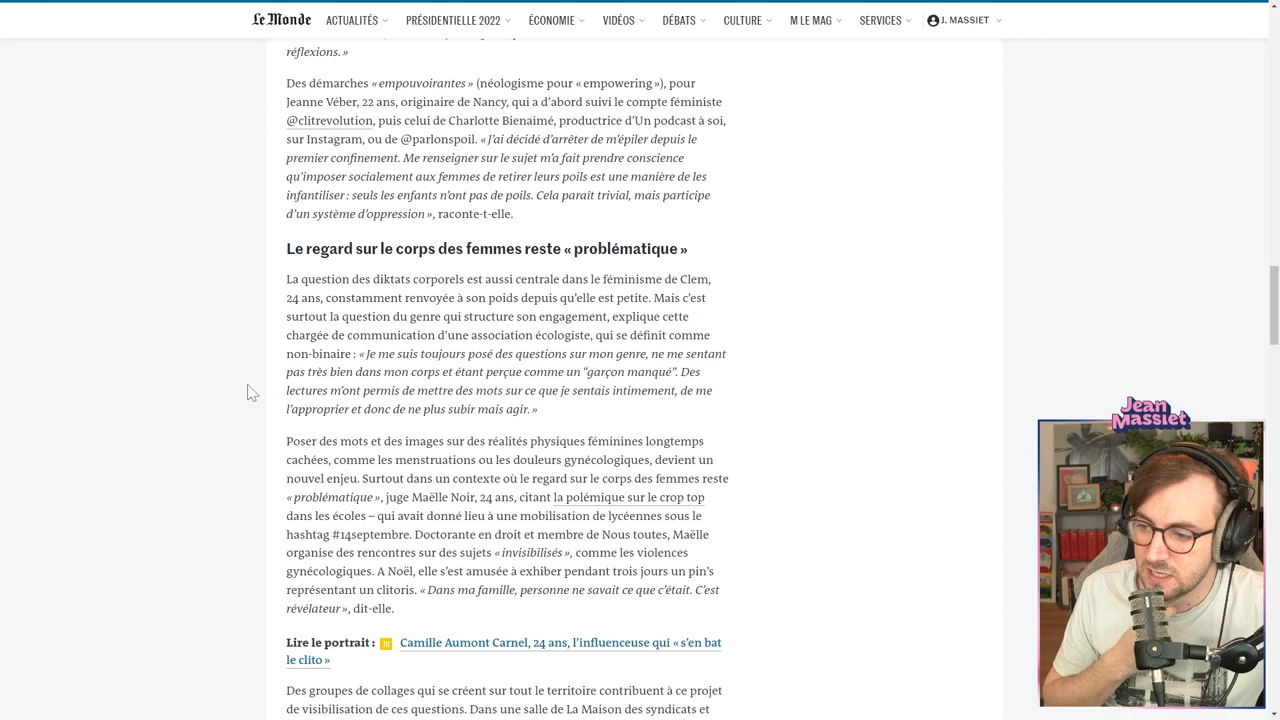 Le Monde ACTUALITÉS PRÉSIDENTIELLE 2022 ÉCONOMIE VIDÉOS DÉBATS CULTURE M LE MAG SERVICES J. MASSIET
réflexions. »
Des démarches « empouvoirantes » (néologisme pour « empowering »), pour
Jeanne Véber, 22 ans, originaire de Nancy, qui a d’abord suivi le compte féministe
@clitrevolution, puis celui de Charlotte Bienaimé, productrice d’Un podcast à soi,
sur Instagram, ou de @parlonspoil. « J’ai décidé d’arrêter de m’épiler depuis le
premier confinement. Me renseigner sur le sujet m’a fait prendre conscience
qu’imposer socialement aux femmes de retirer leurs poils est une manière de les
infantiliser : seuls les enfants n’ont pas de poils. Cela paraît trivial, mais participe
d’un système d’oppression », raconte-t-elle.
Le regard sur le corps des femmes reste « problématique »
La question des diktats corporels est aussi centrale dans le féminisme de Clem,
24 ans, constamment renvoyée à son poids depuis qu’elle est petite. Mais c’est
surtout la question du genre qui structure son engagement, explique cette
chargée de communication d’une association écologiste, qui se définit comme
non-binaire : « Je me suis toujours posé des questions sur mon genre, ne me sentant
pas très bien dans mon corps et étant perçue comme un “garçon manqué”. Des
lectures m’ont permis de mettre des mots sur ce que je sentais intimement, de me
l’approprier et donc de ne plus subir mais agir. »
Poser des mots et des images sur des réalités physiques féminines longtemps
cachées, comme les menstruations ou les douleurs gynécologiques, devient un
nouvel enjeu. Surtout dans un contexte où le regard sur le corps des femmes reste
« problématique », juge Maëlle Noir, 24 ans, citant la polémique sur le crop top
dans les écoles – qui avait donné lieu à une mobilisation de lycéennes sous le
hashtag #14septembre. Doctorante en droit et membre de Nous toutes, Maëlle
organise des rencontres sur des sujets « invisibilisés », comme les violences
gynécologiques. A Noël, elle s’est amusée à exhiber pendant trois jours un pin’s
représentant un clitoris. « Dans ma famille, personne ne savait ce que c’était. C’est
révélateur », dit-elle.
Lire le portrait : Camille Aumont Carnel, 24 ans, l’influenceuse qui « s’en bat
le clito »
Des groupes de collages qui se créent sur tout le territoire contribuent à ce projet
de visibilisation de ces questions. Dans une salle de La Maison des syndicats et
Jean
Massiet